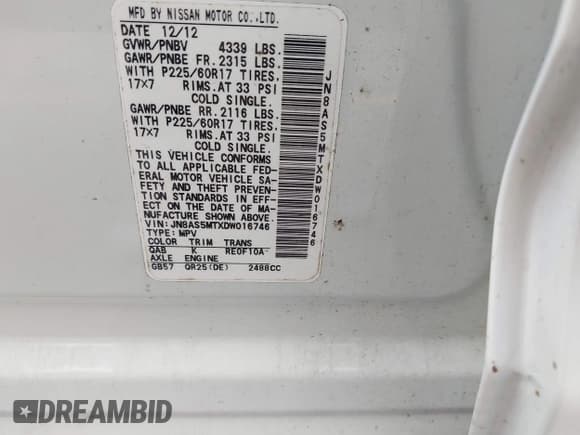 MFD BY NISSAN MOTOR CO.,LTD.
DATE 12/12
GVWR/PNBV 4339 LBS.
GAWR/PNBE FR. 2315 LBS.
WITH P225/60R17 TIRES.
17×7 RIMS. AT 33 PSI
COLD SINGLE.
GAWR/PNBE RR. 2116 LBS.
WITH P225/60R17 TIRES.
17×7 RIMS. AT 33 PSI
COLD SINGLE.
THIS VEHICLE CONFORMS
TO ALL APPLICABLE FED-
ERAL MOTOR VEHICLE SA-
FETY AND THEFT PREVEN-
TION STANDARDS IN EFF-
ECT ON THE DATE OF MA-
NUFACTURE SHOWN ABOVE.
VIN: JN8AS5MTXDW016746
TYPE: MPV
COLOR TRIM TRANS
QAB K RE0F10A
AXLE ENGINE
GB57 QR25(DE) 2488CC
JN8AS5MTXDW016746
DREAMBID